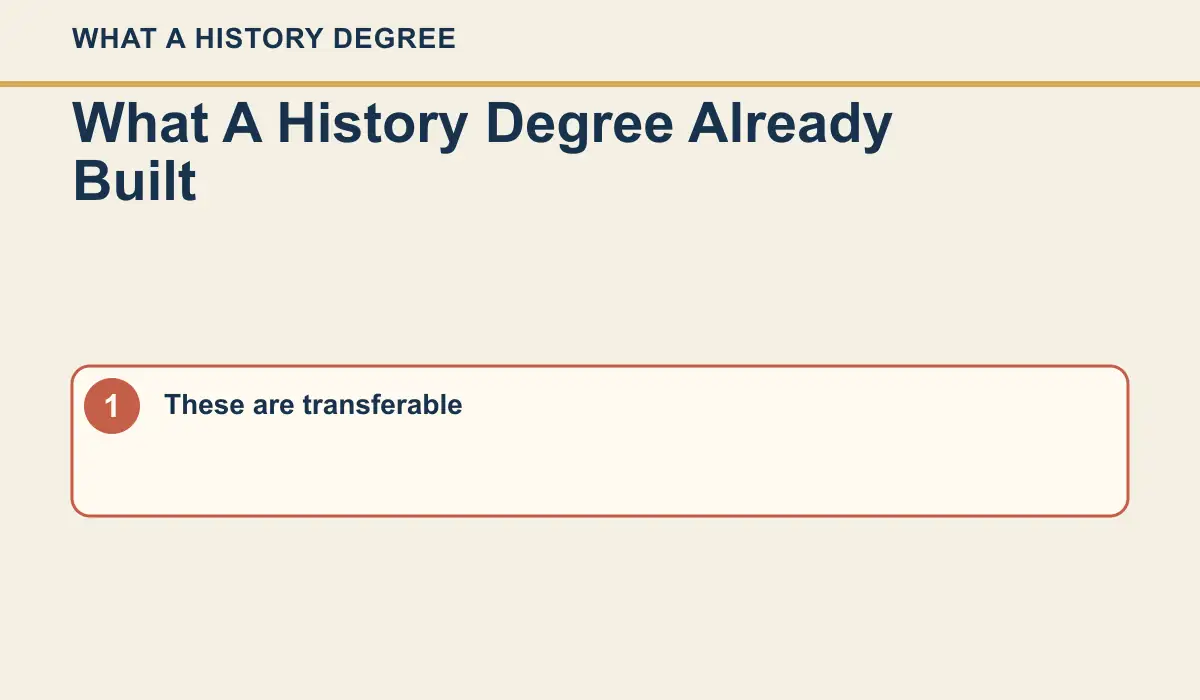 WHAT A HISTORY DEGREE
What A History Degree Already
Built
1
These are transferable